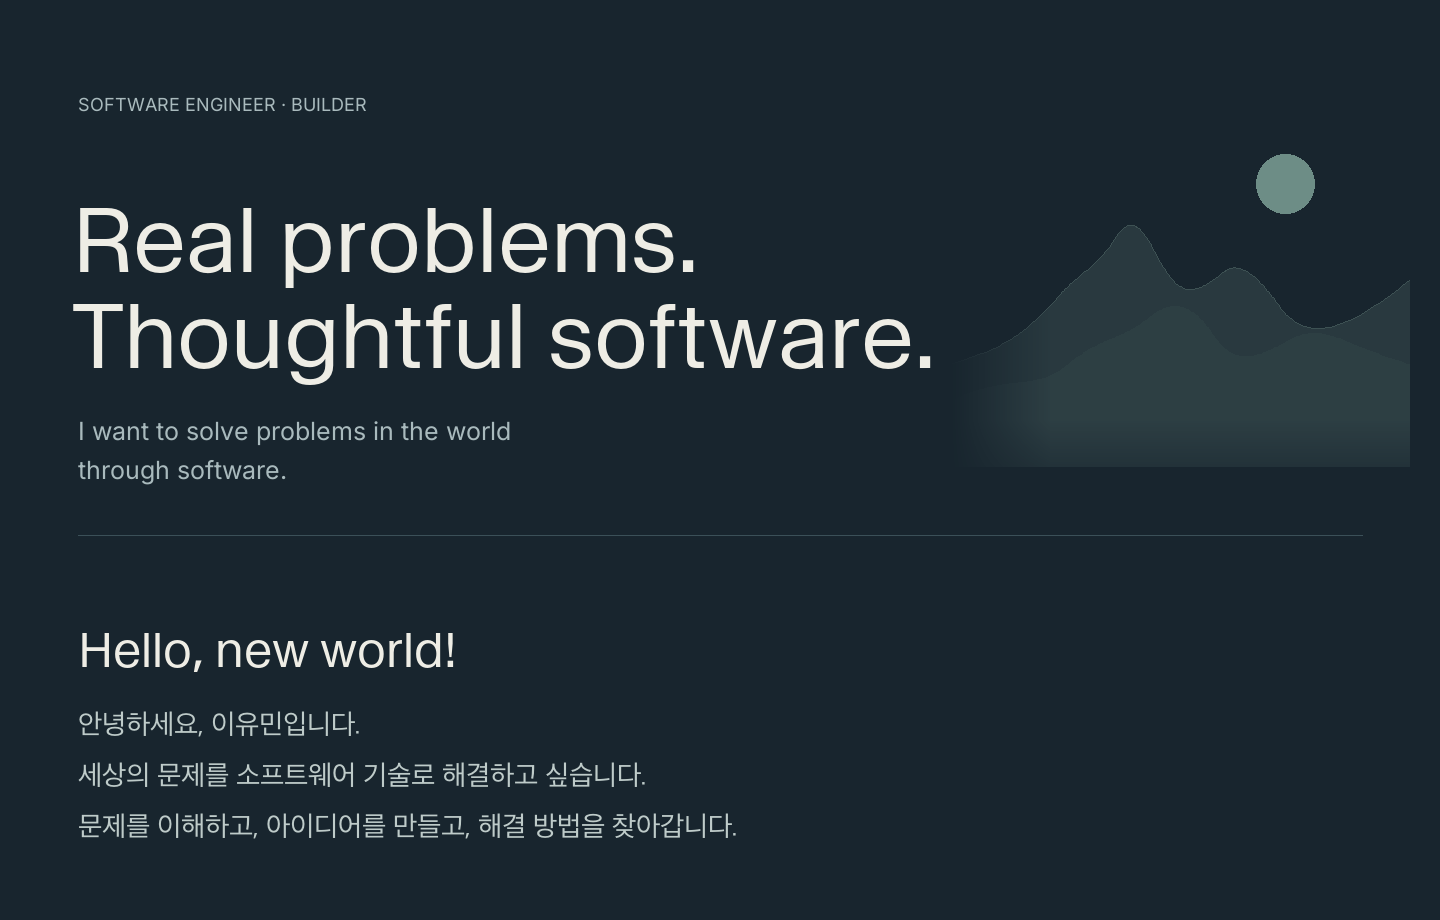 SOFTWARE ENGINEER · BUILDER
Real problems.
Thoughtful software.
I want to solve problems in the world
through software.
Hello, new world!
안녕하세요, 이유민입니다.
세상의 문제를 소프트웨어 기술로 해결하고 싶습니다.
문제를 이해하고, 아이디어를 만들고, 해결 방법을 찾아갑니다.